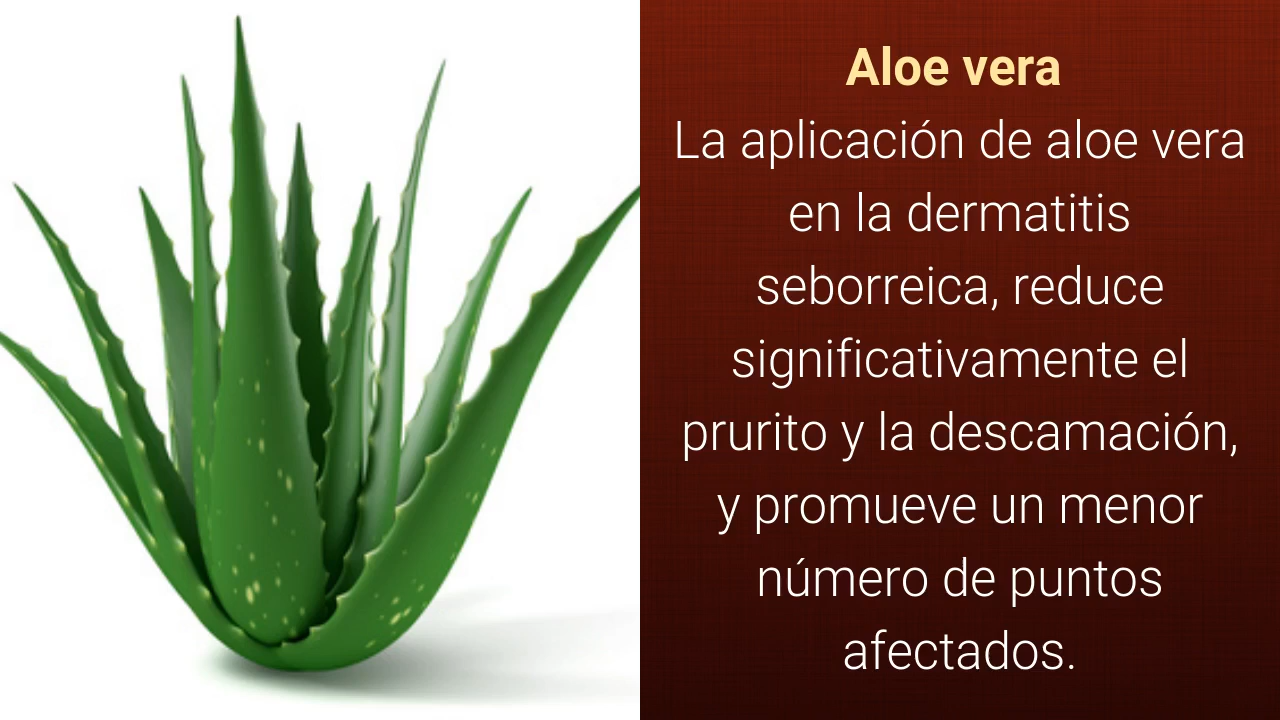 Aloe vera
La aplicación de aloe vera
en la dermatitis
seborreica, reduce
significativamente el
prurito y la descamación,
y promueve un menor
número de puntos
afectados.